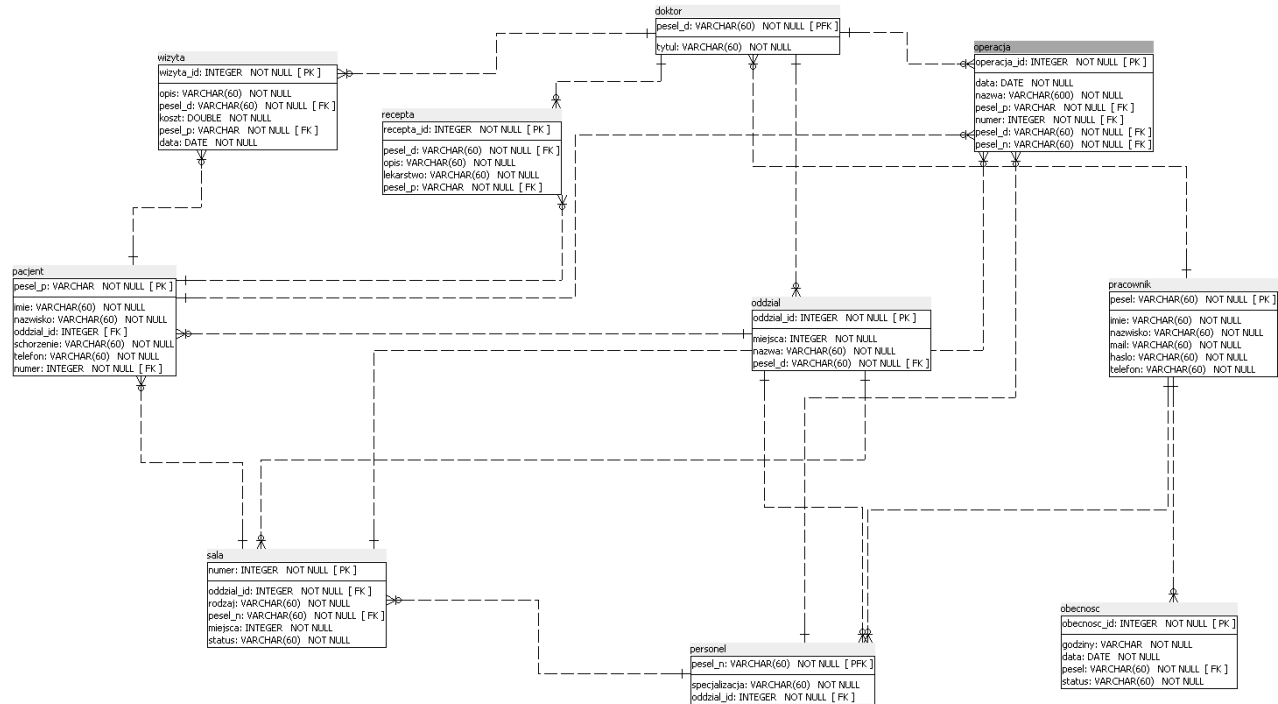 doktor
pesel_d: VARCHAR(60) NOT NULL [ PFK ]
tytul: VARCHAR(60) NOT NULL
operacja
operacja_id: INTEGER NOT NULL [ PK ]
data: DATE NOT NULL
nazwa: VARCHAR(600) NOT NULL
pesel_p: VARCHAR NOT NULL [ FK ]
numer: INTEGER NOT NULL [ FK ]
pesel_d: VARCHAR(60) NOT NULL [ FK ]
pesel_n: VARCHAR(60) NOT NULL [ FK ]
wizyta
wizyta_id: INTEGER NOT NULL [ PK ]
opis: VARCHAR(60) NOT NULL
pesel_d: VARCHAR(60) NOT NULL [ FK ]
koszt: DOUBLE NOT NULL
pesel_p: VARCHAR NOT NULL [ FK ]
data: DATE NOT NULL
recepta
recepta_id: INTEGER NOT NULL [ PK ]
pesel_d: VARCHAR(60) NOT NULL [ FK ]
opis: VARCHAR(60) NOT NULL
lekarstwo: VARCHAR(60) NOT NULL
pesel_p: VARCHAR NOT NULL [ FK ]
pacjent
pesel_p: VARCHAR NOT NULL [ PK ]
imie: VARCHAR(60) NOT NULL
nazwisko: VARCHAR(60) NOT NULL
oddzial_id: INTEGER [ FK ]
schorzenie: VARCHAR(60) NOT NULL
telefon: VARCHAR(60) NOT NULL
numer: INTEGER NOT NULL [ FK ]
oddzial
oddzial_id: INTEGER NOT NULL [ PK ]
miejsca: INTEGER NOT NULL
nazwa: VARCHAR(60) NOT NULL
pesel_d: VARCHAR(60) NOT NULL [ FK ]
pracownik
pesel: VARCHAR(60) NOT NULL [ PK ]
imie: VARCHAR(60) NOT NULL
nazwisko: VARCHAR(60) NOT NULL
mail: VARCHAR(60) NOT NULL
haslo: VARCHAR(60) NOT NULL
telefon: VARCHAR(60) NOT NULL
sala
numer: INTEGER NOT NULL [ PK ]
oddzial_id: INTEGER NOT NULL [ FK ]
rodzaj: VARCHAR(60) NOT NULL
pesel_n: VARCHAR(60) NOT NULL [ FK ]
miejsca: INTEGER NOT NULL
status: VARCHAR(60) NOT NULL
personel
pesel_n: VARCHAR(60) NOT NULL [ PFK ]
specjalizacja: VARCHAR(60) NOT NULL
oddzial_id: INTEGER NOT NULL [ FK ]
obecnosc
obecnosc_id: INTEGER NOT NULL [ PK ]
godziny: VARCHAR NOT NULL
data: DATE NOT NULL
pesel: VARCHAR(60) NOT NULL [ FK ]
status: VARCHAR(60) NOT NULL